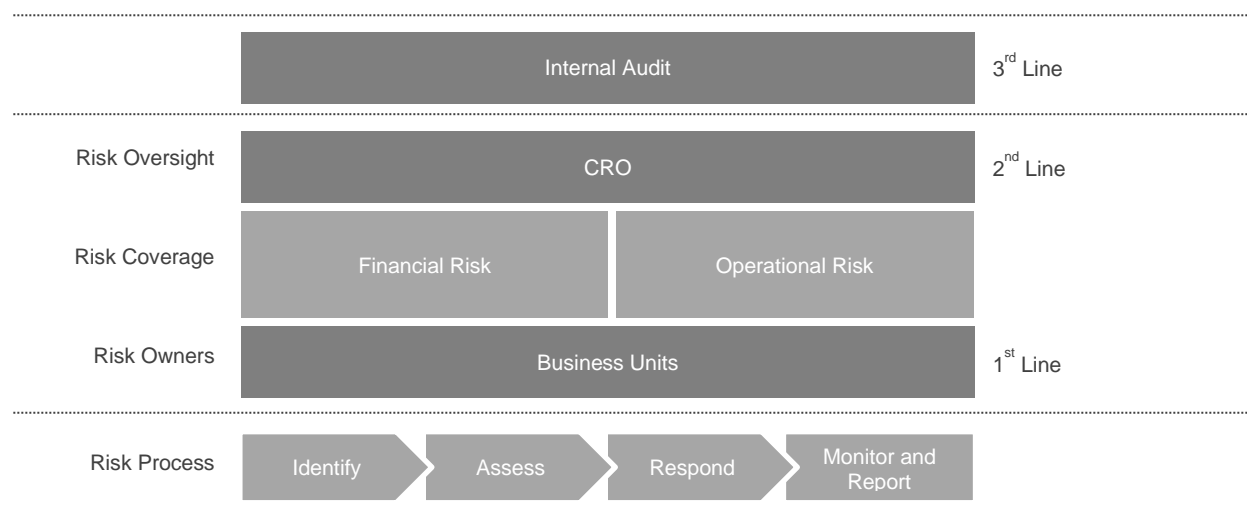 Internal Audit 3rd Line
Risk Oversight CRO 2nd Line
Risk Coverage Financial Risk Operational Risk
Risk Owners Business Units 1st Line
Risk Process Identify Assess Respond Monitor and
Report